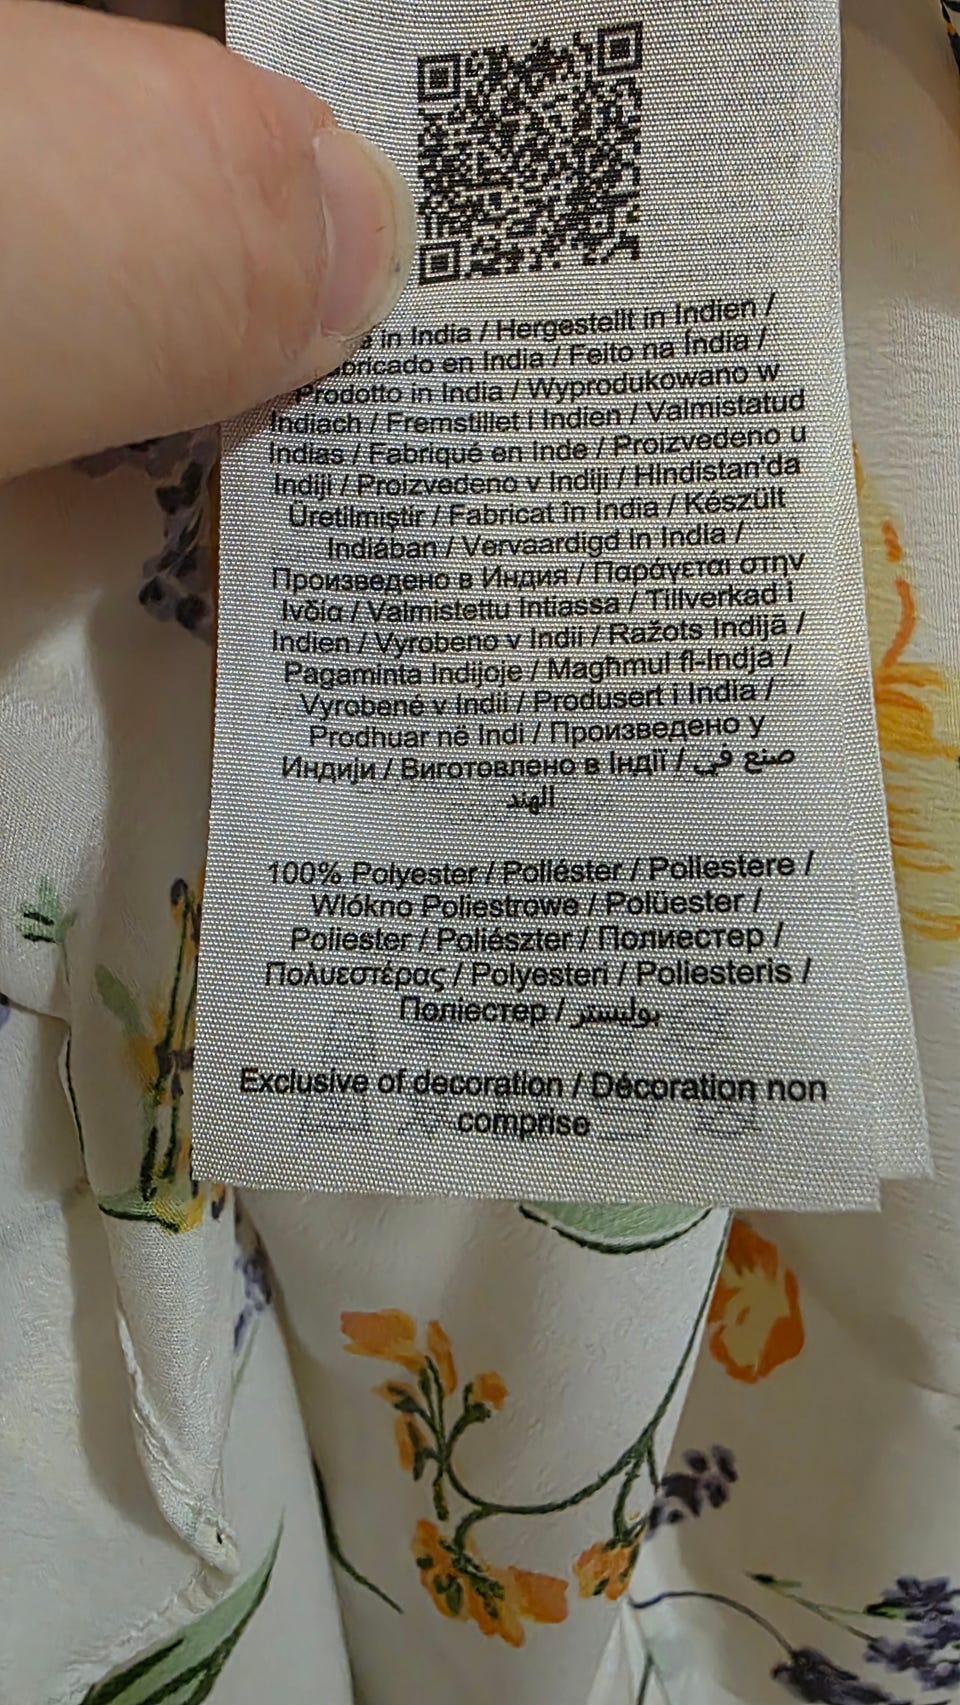 in India / Hergestellt in Indien /
en India / Feito na Índia /
Prodotto in India / Wyprodukowano w
Indiach / Fremstillet i Indien / Valmistatud
Indias / Fabriqué en Inde / Proizvedeno u
Indiji / Proizvedeno v Indiji / Hindistan'da
Üretilmiştir / Fabricat în India / Készült
Indiában / Vervaardigd in India /
Произведено в Индия / Παράγεται στην
Ινδία / Valmistettu Intiassa / Tillverkad i
Indien / Vyrobeno v Indii / Ražots Indijā /
Pagaminta Indijoje / Magħmul fl-Indja /
Vyrobené v Indii / Produsert i India /
Prodhuar në Indi / Произведено у
Индији / Виготовлено в Індії / صنع في
الهند
100% Polyester / Poliéster / Poliestere /
Wlókno Poliestrowe / Polüester /
Poliester / Poliészter / Полиестер /
Πολυεστέρας / Polyesteri / Poliesteris /
Поліестер / بوليستر
Exclusive of decoration / Décoration non
comprise